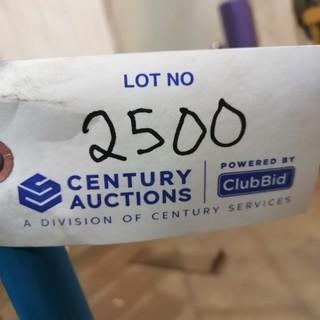 LOT NO
2500
CENTURY AUCTIONS
POWERED BY ClubBid
A DIVISION OF CENTURY SERVICES